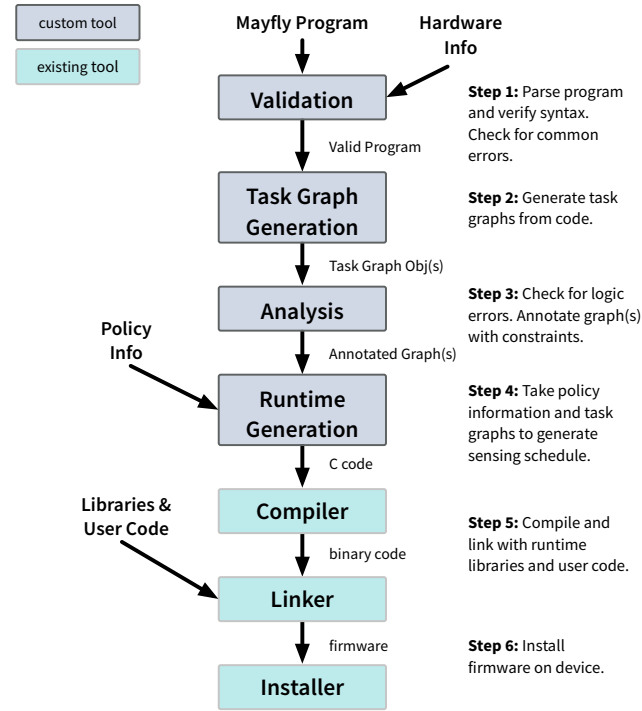 custom tool
existing tool
Mayfly Program
Hardware
Info
Validation
Step 1: Parse program
and verify syntax.
Check for common
errors.
Valid Program
Task Graph
Generation
Step 2: Generate task
graphs from code.
Task Graph Obj(s)
Analysis
Step 3: Check for logic
errors. Annotate graph(s)
with constraints.
Policy
Info
Annotated Graph(s)
Runtime
Generation
Step 4: Take policy
information and task
graphs to generate
sensing schedule.
C code
Libraries &
User Code
Compiler
Step 5: Compile and
link with runtime
libraries and user code.
binary code
Linker
firmware
Step 6: Install
firmware on device.
Installer